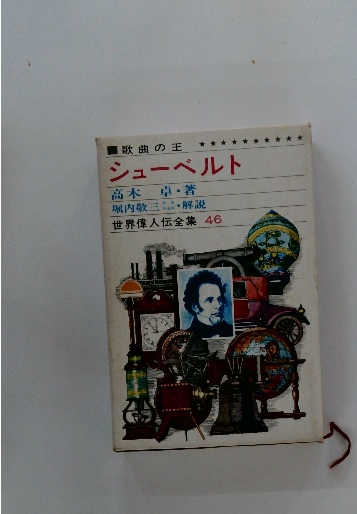 ■歌曲の王 ★★★★★★★★★★
シューベルト
高木 卓・著
堀内敬三・解説
世界偉人伝全集 46